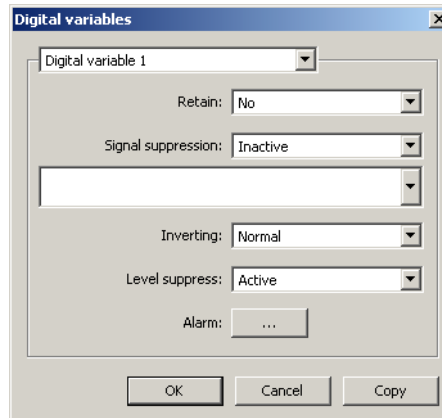 Digital variables
Digital variable 1
Retain: No
Signal suppression: Inactive
Inverting: Normal
Level suppress: Active
Alarm: ...
OK Cancel Copy